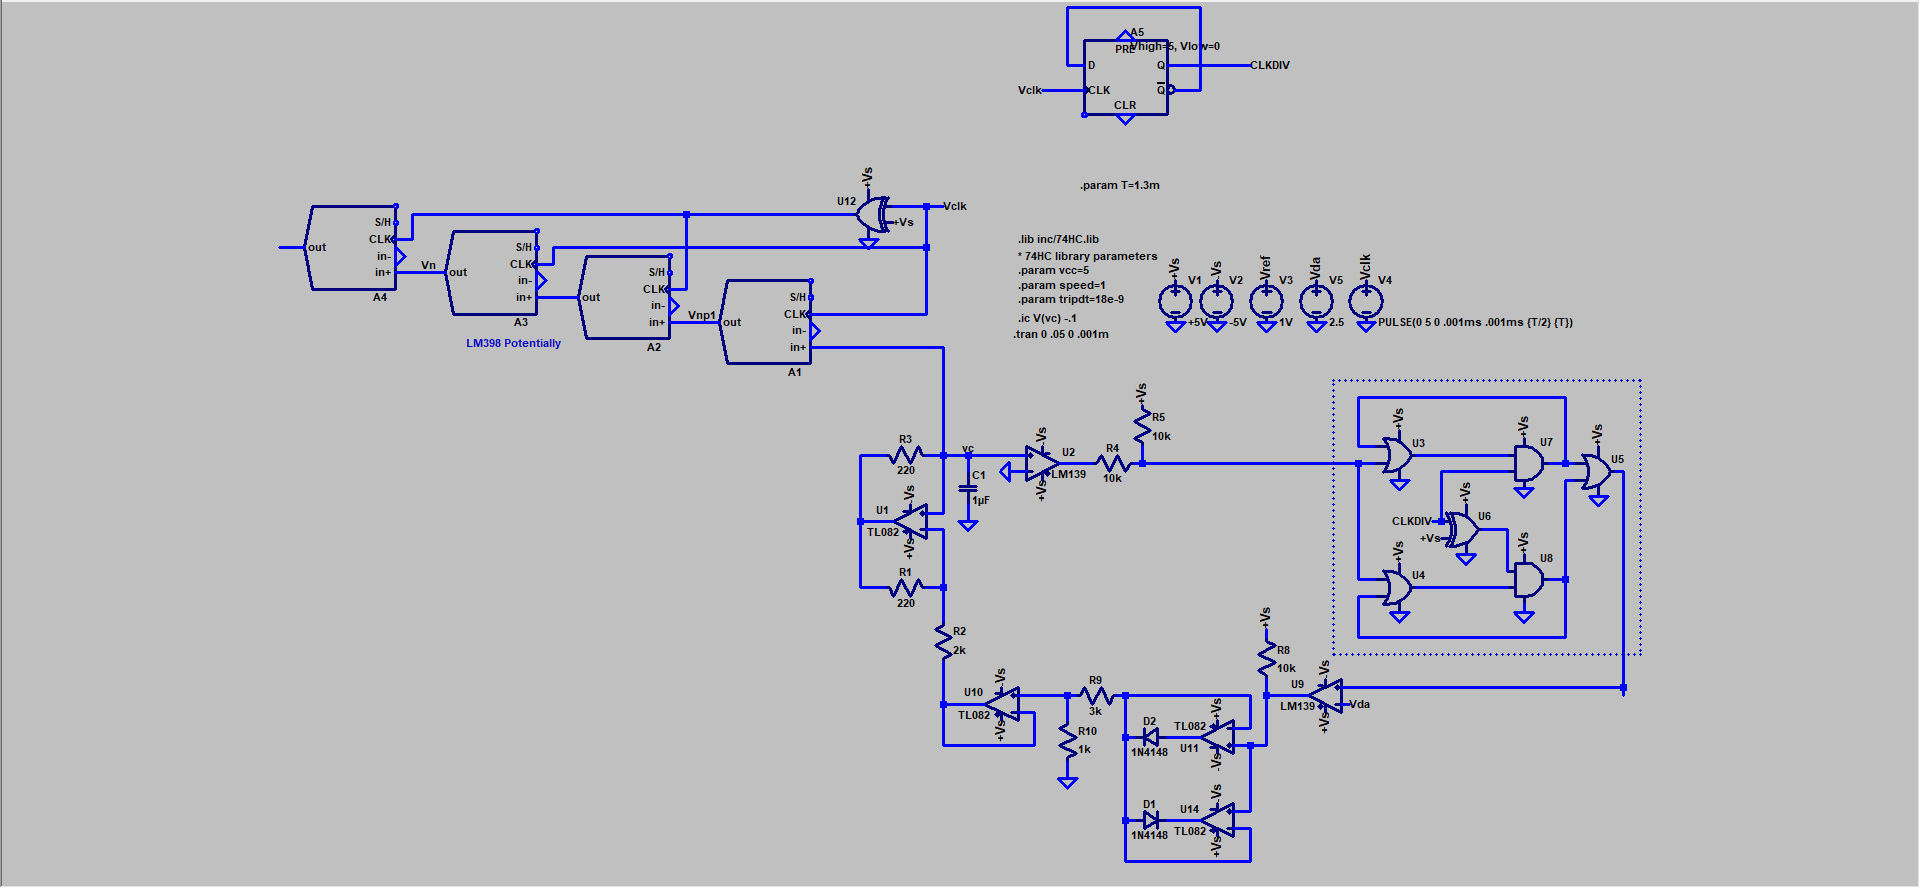 A5
Vhigh=5, Vlow=0
PRE
D
Q
CLKDIV
Vclk
CLK
Q
CLR
.param T=1.3m
+Vs
U12
Vclk
+Vs
S/H
CLK
in-
in+
out
Vn
A4
S/H
CLK
in-
in+
out
A3
S/H
CLK
in-
in+
out
Vnp1
A2
S/H
CLK
in-
in+
out
A1
LM398 Potentially
.lib inc/74HC.lib
* 74HC library parameters
.param vcc=5
.param speed=1
.param tripdt=18e-9
.ic V(vc) -.1
.tran 0 .05 0 .001m
+Vs
V1
+5V
-Vs
V2
-5V
Vref
V3
1V
Vda
V5
2.5
Vclk
V4
PULSE(0 5 0 .001ms .001ms {T/2} {T})
R3
220
vc
C1
1µF
-Vs
U2
LM139
+Vs
R4
10k
+Vs
R5
10k
-Vs
U1
TL082
+Vs
R1
220
R2
2k
+Vs
U3
+Vs
U7
+Vs
U5
+Vs
U6
CLKDIV
+Vs
+Vs
U4
+Vs
U8
+Vs
R8
10k
-Vs
U9
LM139
Vda
+Vs
-Vs
U10
TL082
+Vs
R9
3k
R10
1k
D2
1N4148
+Vs
TL082
U11
-Vs
D1
1N4148
-Vs
U14
TL082
+Vs